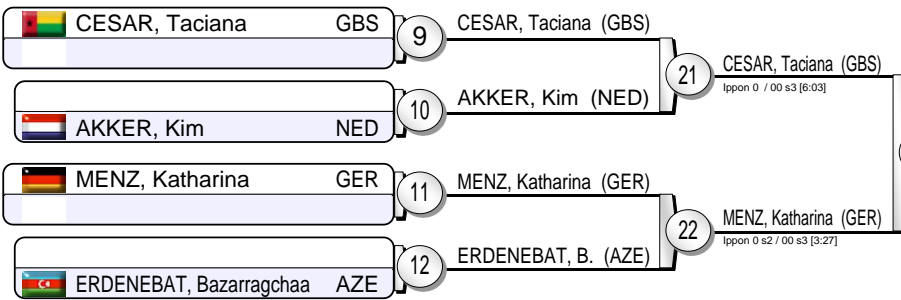 CESAR, Taciana GBS
9
CESAR, Taciana (GBS)
21
CESAR, Taciana (GBS)
Ippon 0 / 00 s3 [6:03]
10
AKKER, Kim (NED)
AKKER, Kim NED
MENZ, Katharina GER
11
MENZ, Katharina (GER)
22
MENZ, Katharina (GER)
Ippon 0 s2 / 00 s3 [3:27]
12
ERDENEBAT, B. (AZE)
ERDENEBAT, Bazarragchaa AZE